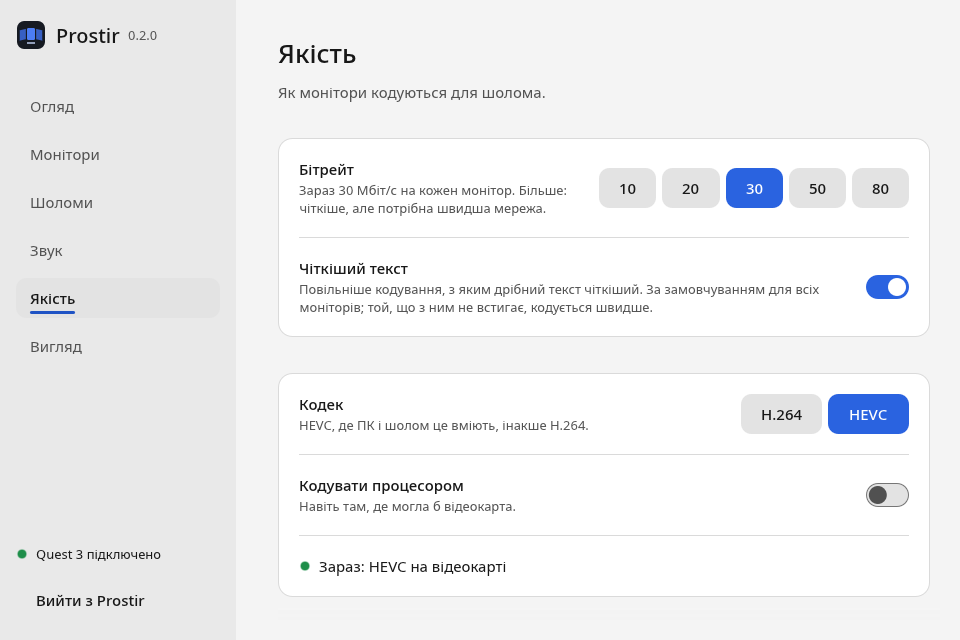 Prostir 0.2.0
Огляд
Монітори
Шоломи
Звук
Якість
Вигляд
Quest 3 підключено
Вийти з Prostir
Якість
Як монітори кодуються для шолома.
Бітрейт
Зараз 30 Мбіт/с на кожен монітор. Більше:
чіткіше, але потрібна швидша мережа.
10 20 30 50 80
Чіткіший текст
Повільніше кодування, з яким дрібний текст чіткіший. За замовчуванням для всіх
моніторів; той, що з ним не встигає, кодується швидше.
Кодек
HEVC, де ПК і шолом це вміють, інакше H.264.
H.264 HEVC
Кодувати процесором
Навіть там, де могла б відеокарта.
Зараз: HEVC на відеокарті